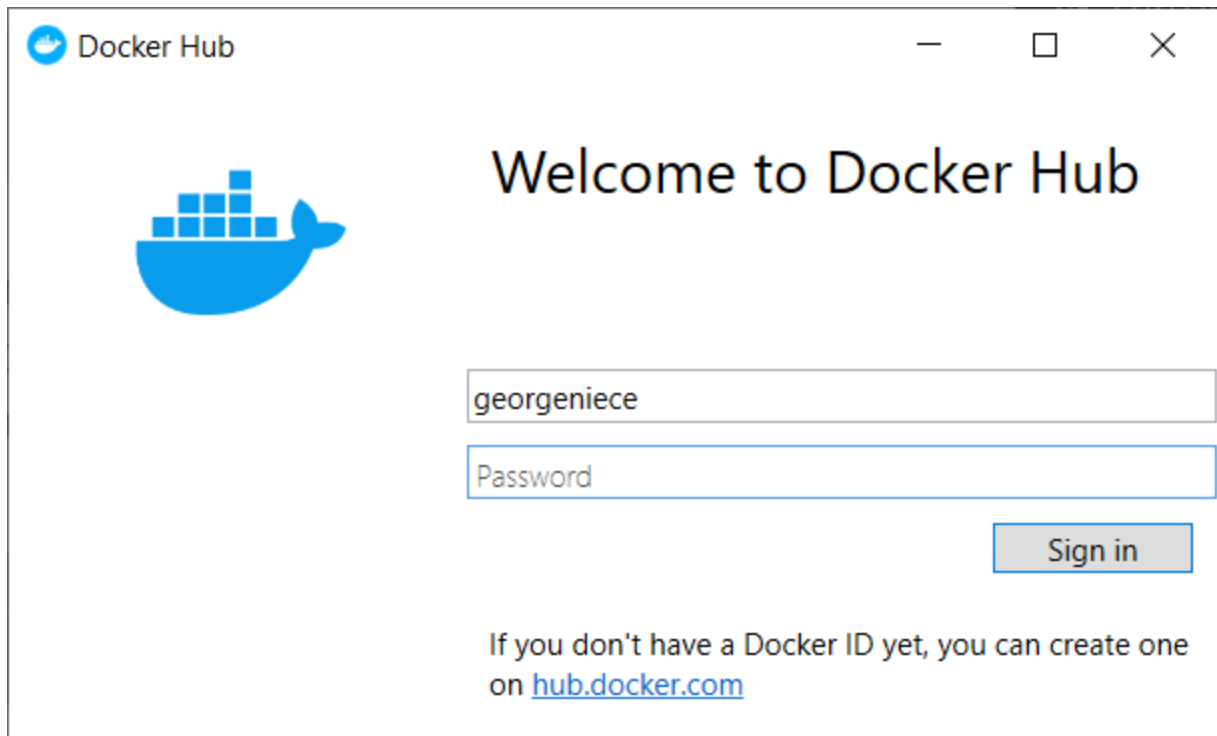 Docker Hub
Welcome to Docker Hub
georgeniece
Password
Sign in
If you don't have a Docker ID yet, you can create one
on hub.docker.com